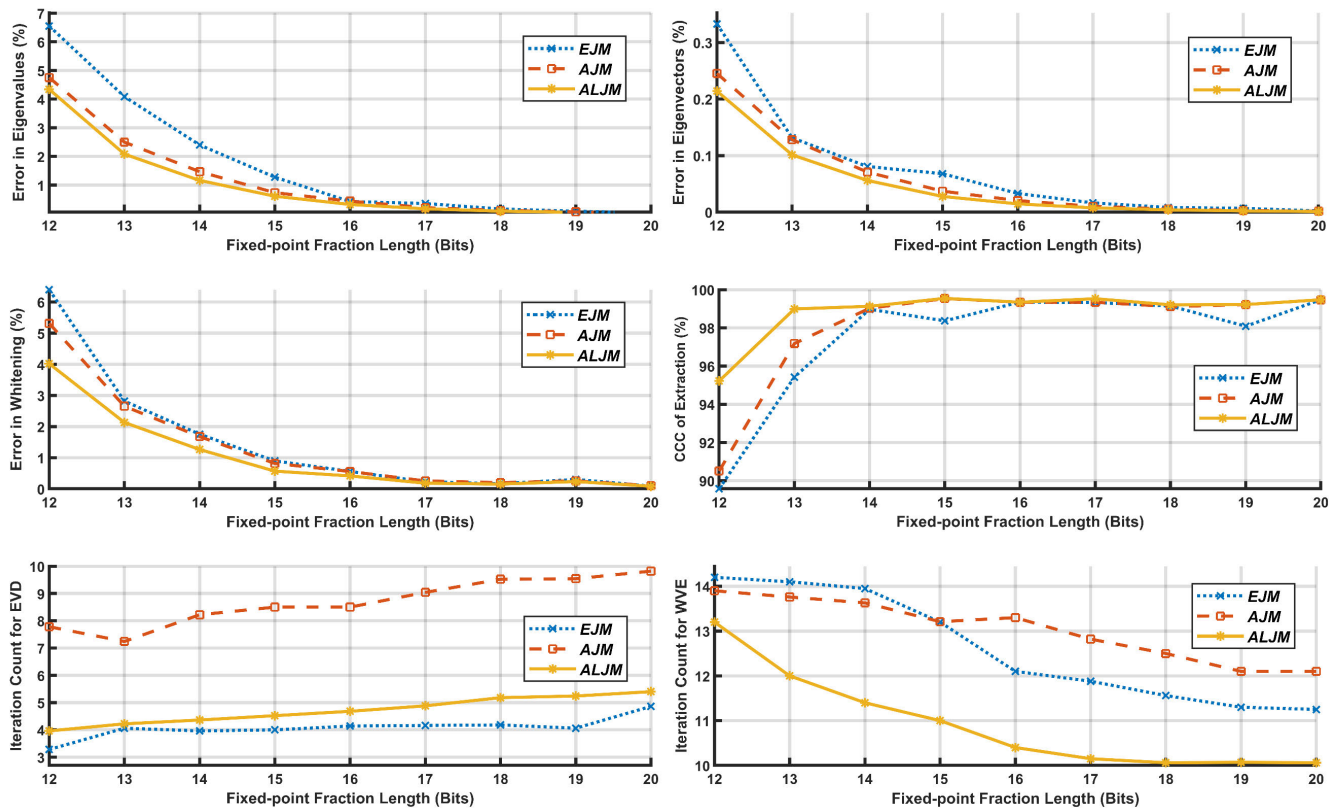 Error in Eigenvalues (%)
7
6
5
4
3
2
1
12 13 14 15 16 17 18 19 20
Fixed-point Fraction Length (Bits)
EJM
AJM
ALJM
Error in Eigenvectors (%)
0.3
0.2
0.1
0
12 13 14 15 16 17 18 19 20
Fixed-point Fraction Length (Bits)
EJM
AJM
ALJM
Error in Whitening (%)
6
5
4
3
2
1
0
12 13 14 15 16 17 18 19 20
Fixed-point Fraction Length (Bits)
EJM
AJM
ALJM
CCC of Extraction (%)
100
98
96
94
92
90
12 13 14 15 16 17 18 19 20
Fixed-point Fraction Length (Bits)
EJM
AJM
ALJM
Iteration Count for EVD
10
9
8
7
6
5
4
3
12 13 14 15 16 17 18 19 20
Fixed-point Fraction Length (Bits)
EJM
AJM
ALJM
Iteration Count for WVE
14
13
12
11
10
12 13 14 15 16 17 18 19 20
Fixed-point Fraction Length (Bits)
EJM
AJM
ALJM